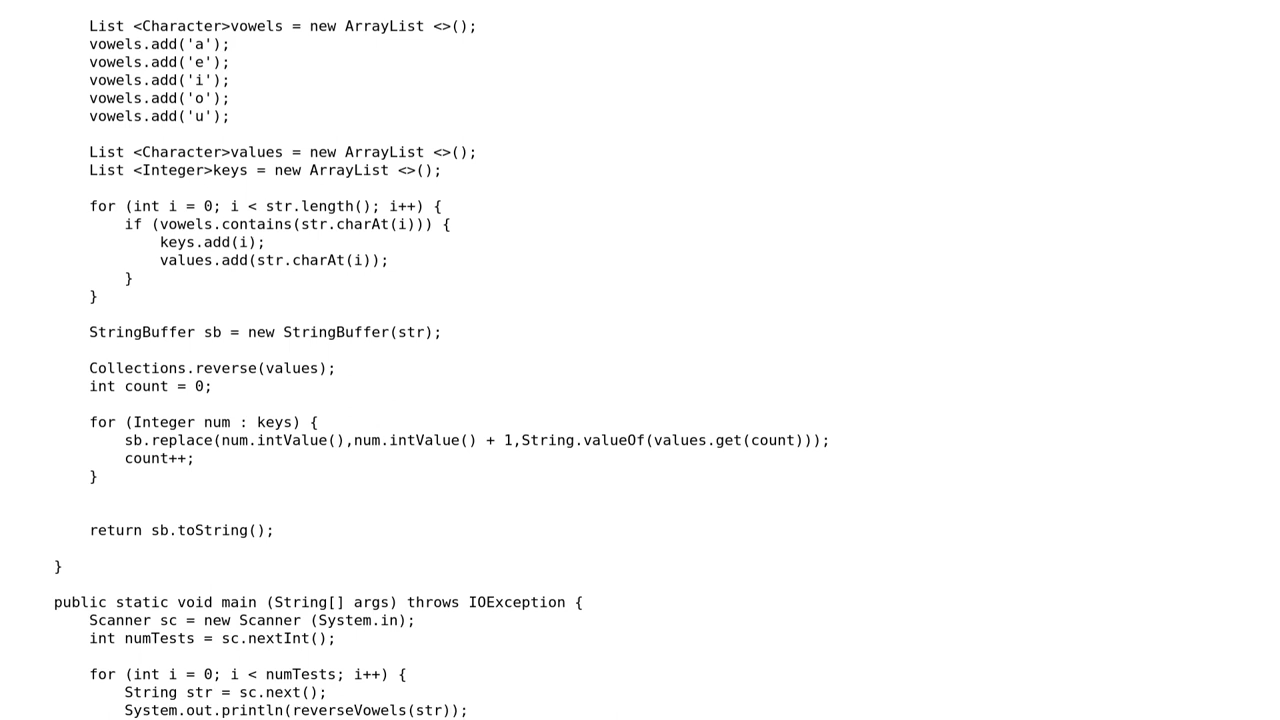 List <Character>vowels = new ArrayList <>();
vowels.add('a');
vowels.add('e');
vowels.add('i');
vowels.add('o');
vowels.add('u');
List <Character>values = new ArrayList <>();
List <Integer>keys = new ArrayList <>();
for (int i = 0; i < str.length(); i++) {
if (vowels.contains(str.charAt(i))) {
keys.add(i);
values.add(str.charAt(i));
}
}
StringBuffer sb = new StringBuffer(str);
Collections.reverse(values);
int count = 0;
for (Integer num : keys) {
sb.replace(num.intValue(),num.intValue() + 1,String.valueOf(values.get(count)));
count++;
}
return sb.toString();
}
public static void main (String[] args) throws IOException {
Scanner sc = new Scanner (System.in);
int numTests = sc.nextInt();
for (int i = 0; i < numTests; i++) {
String str = sc.next();
System.out.println(reverseVowels(str));